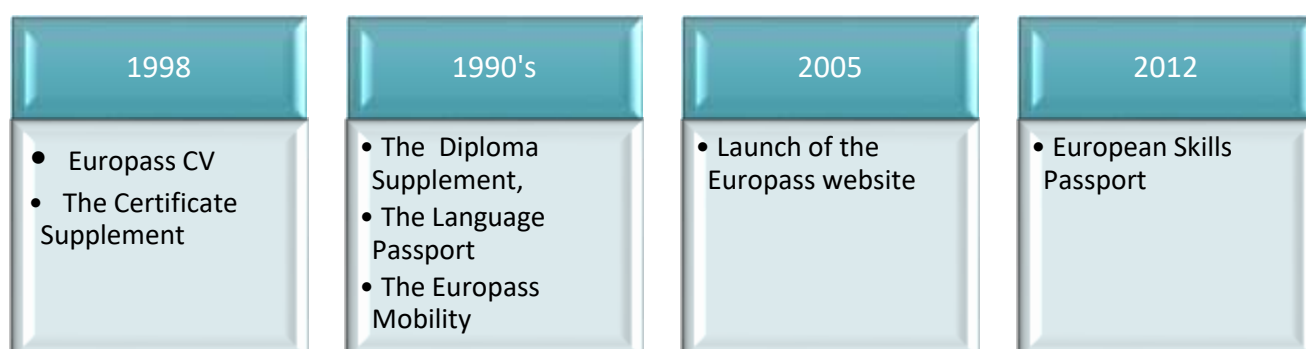 1998
• Europass CV
• The Certificate
Supplement
1990's
• The Diploma
Supplement,
• The Language
Passport
• The Europass
Mobility
2005
• Launch of the
Europass website
2012
• European Skills
Passport